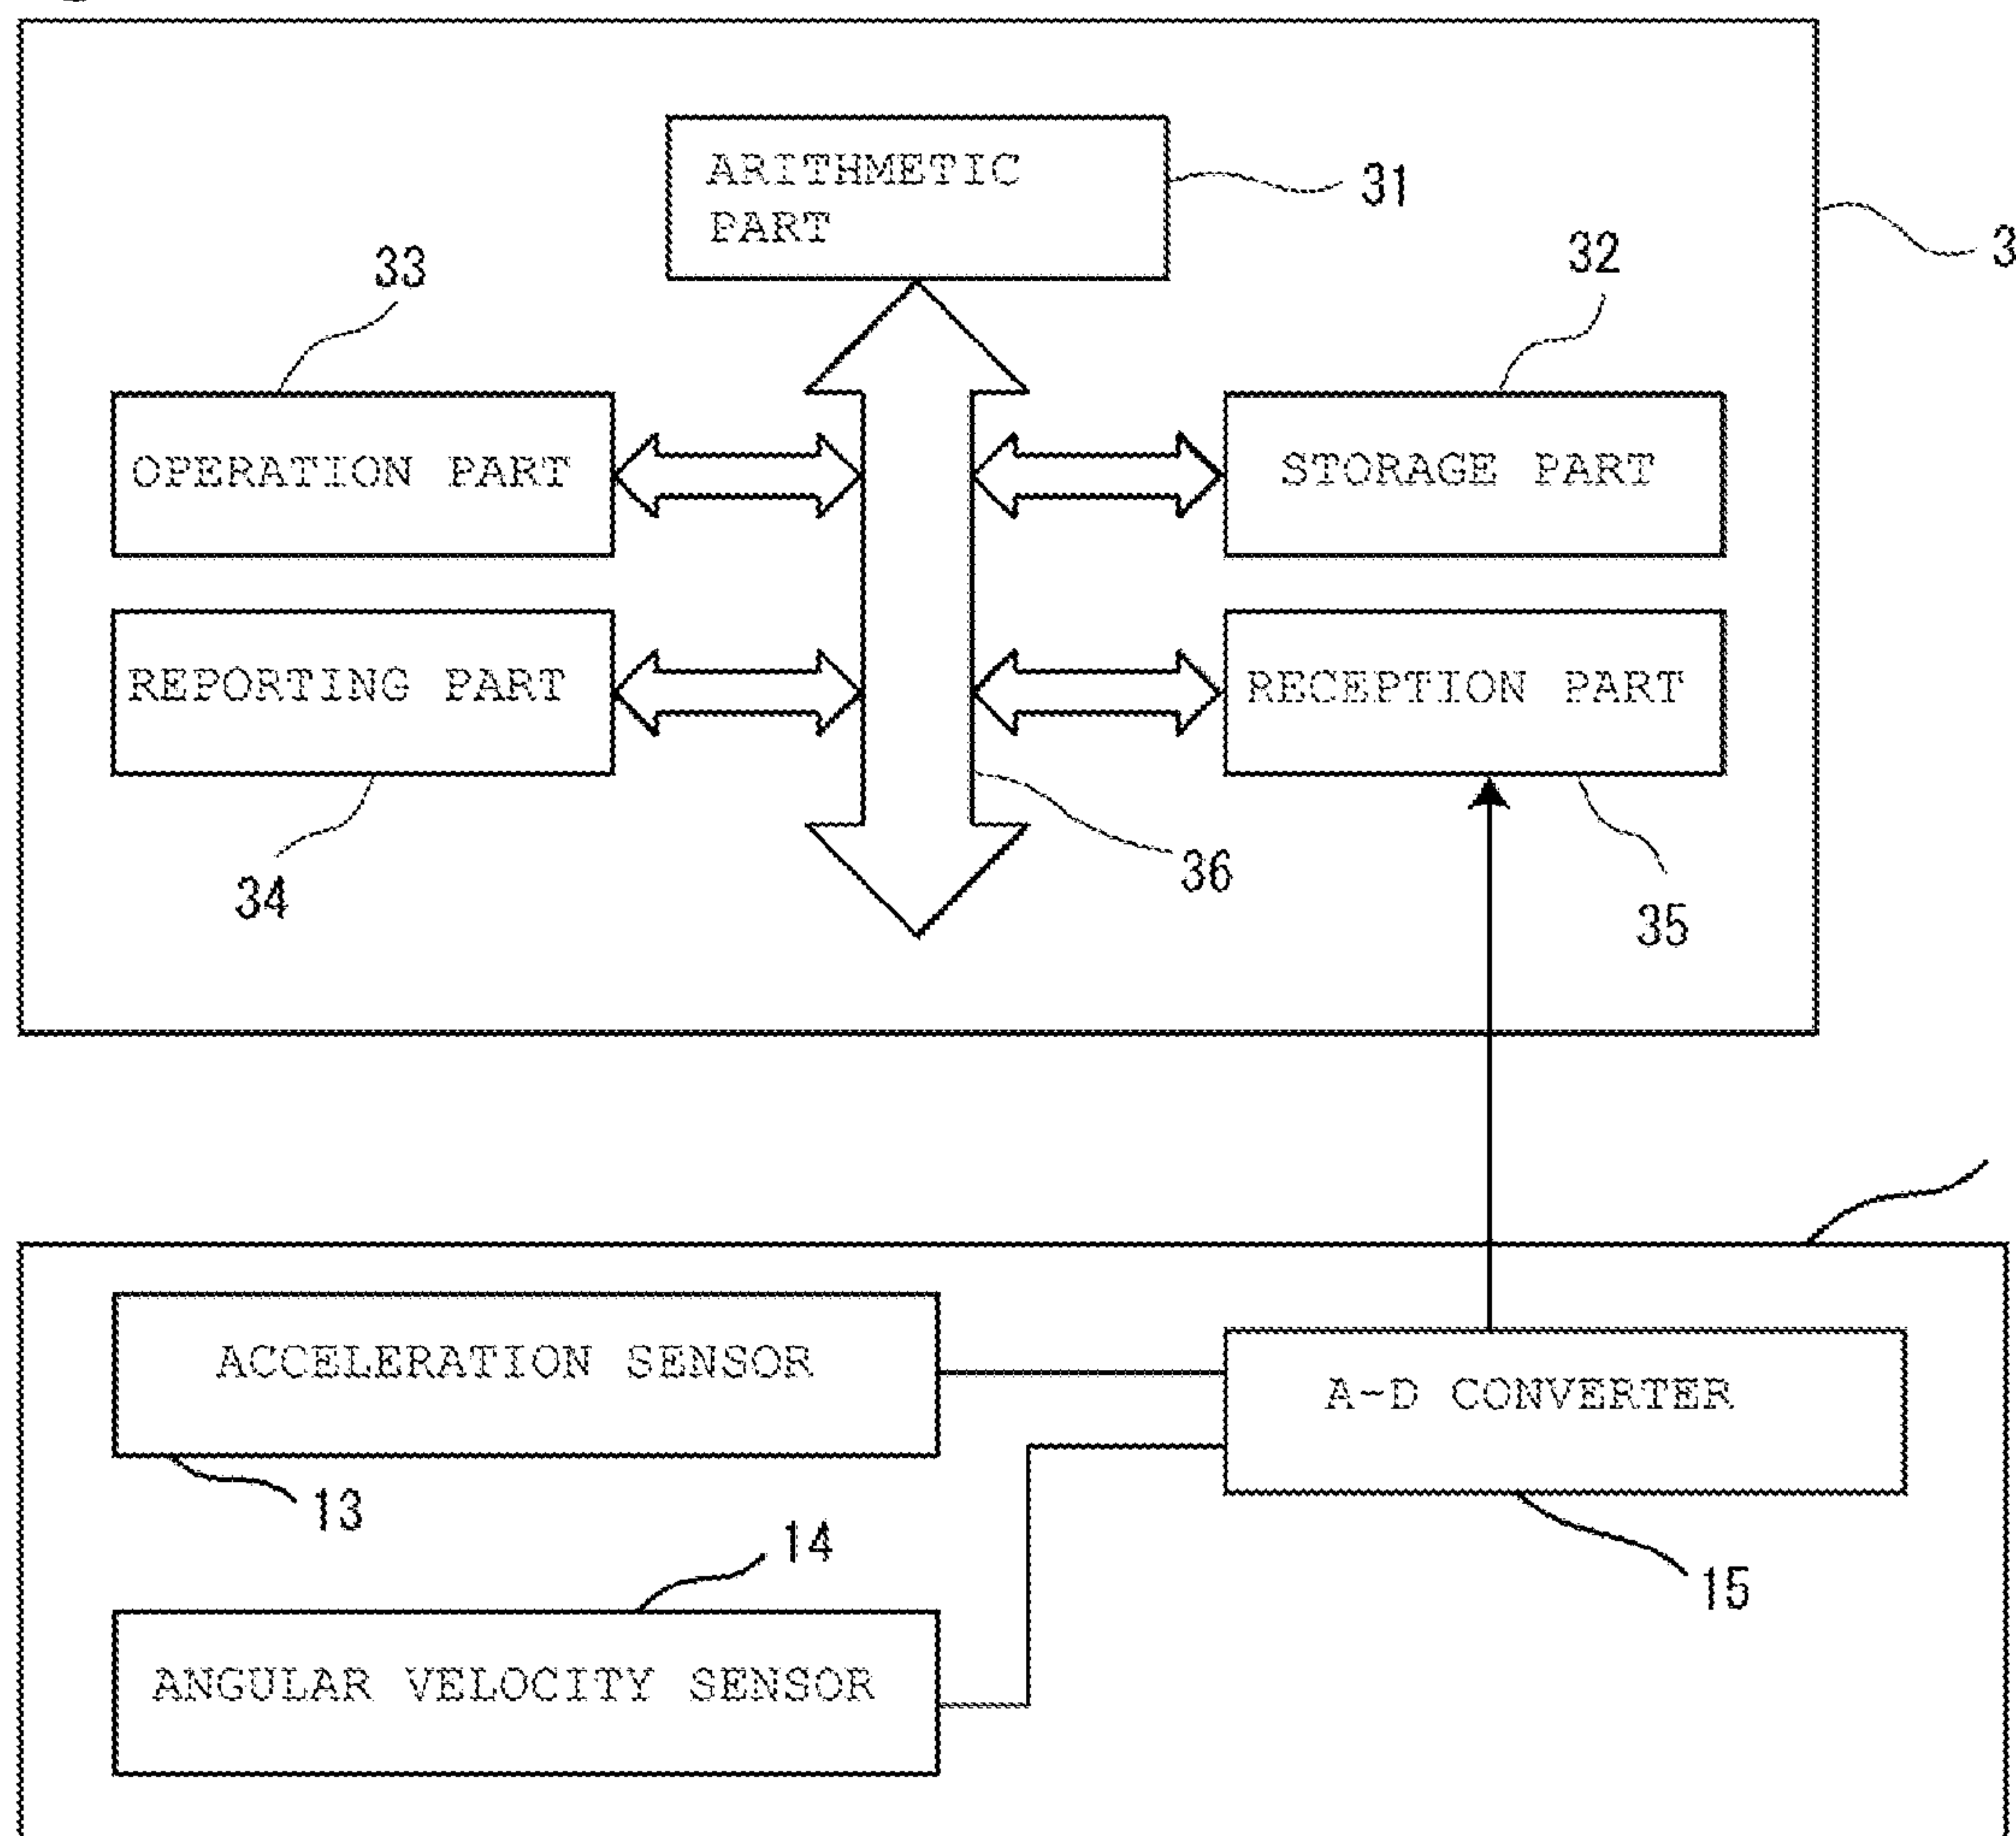 ARITHMETIC
PART
31
3
33
32
OPERATION PART
STORAGE PART
REPORTING PART
RECEPTION PART
34
36
35
ACCELERATION SENSOR
A-D CONVERTER
13
14
15
ANGULAR VELOCITY SENSOR